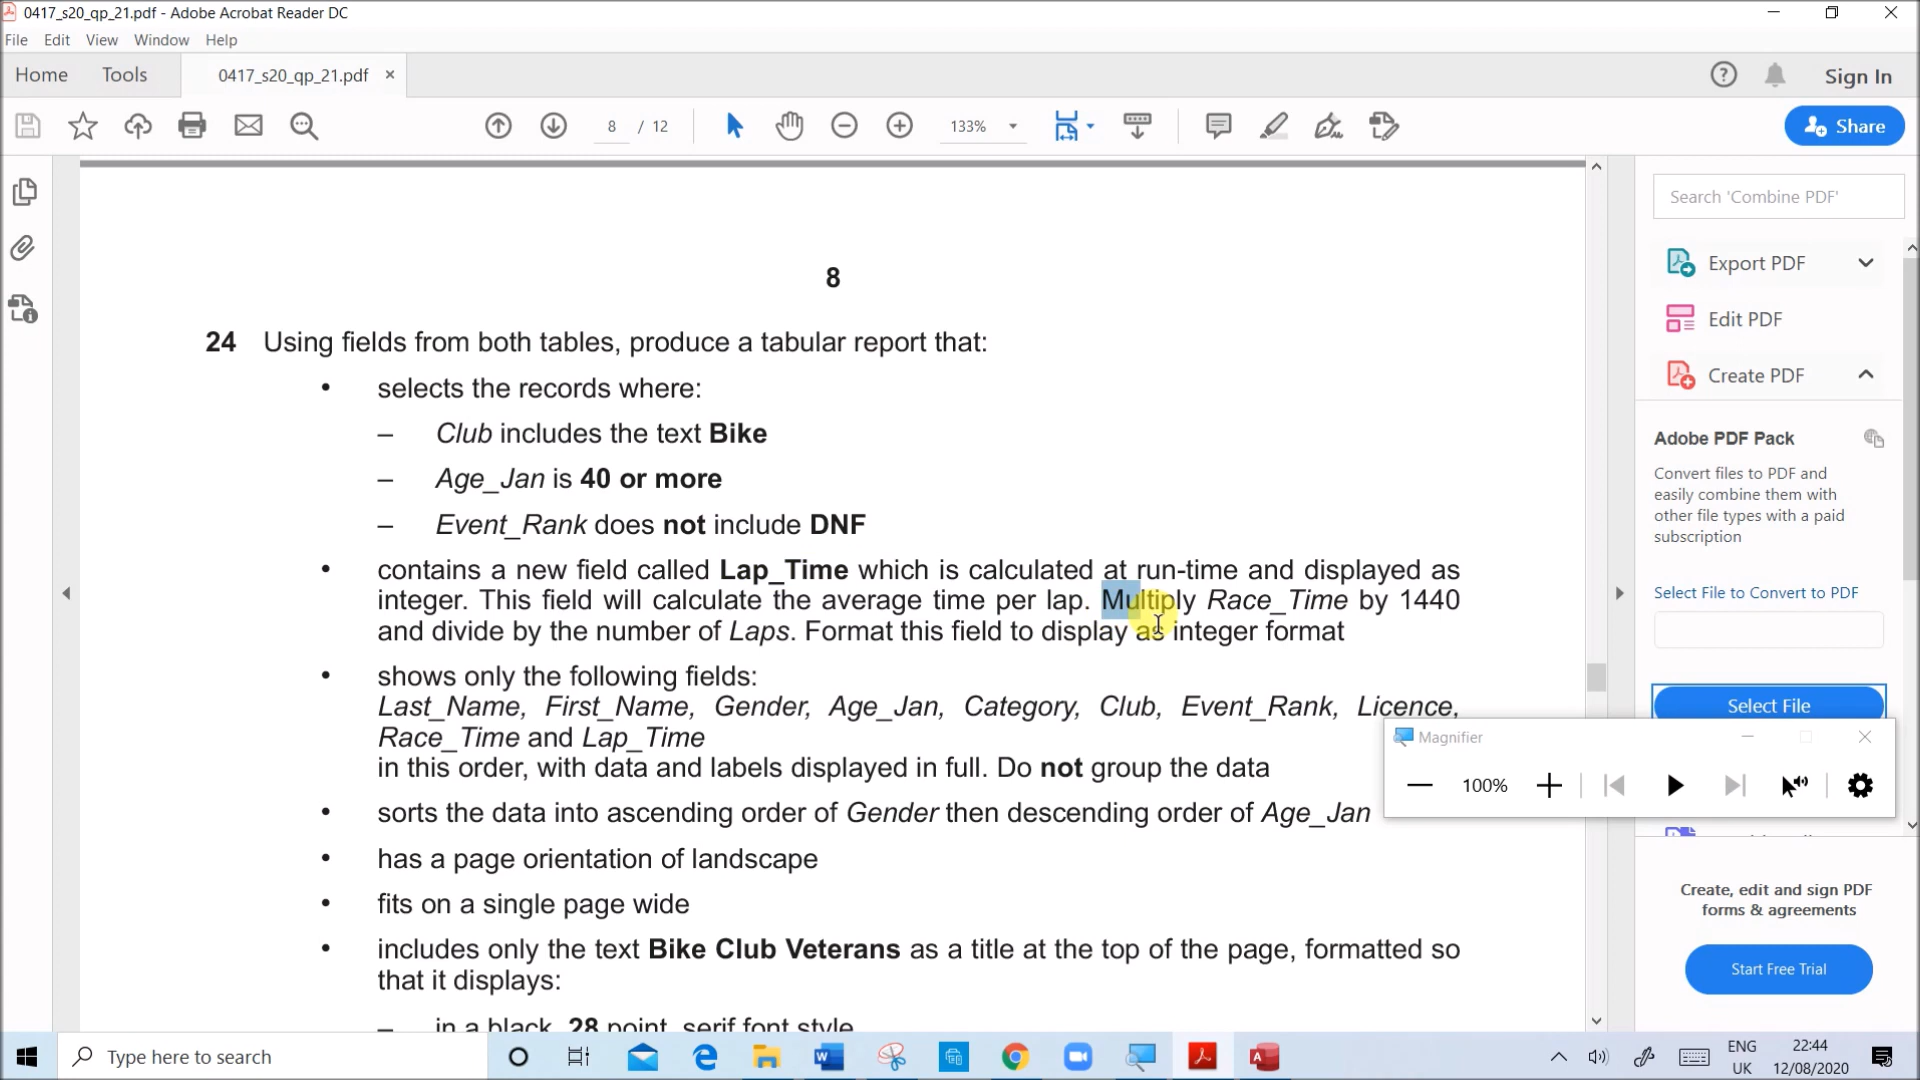 0417_s20_qp_21.pdf - Adobe Acrobat Reader DC
File Edit View Window Help
Home Tools 0417_s20_qp_21.pdf × Sign In
8 / 12 133% Share
8
24 Using fields from both tables, produce a tabular report that:
• selects the records where:
– Club includes the text Bike
– Age_Jan is 40 or more
– Event_Rank does not include DNF
• contains a new field called Lap_Time which is calculated at run-time and displayed as
integer. This field will calculate the average time per lap. Multiply Race_Time by 1440
and divide by the number of Laps. Format this field to display as integer format
• shows only the following fields:
Last_Name, First_Name, Gender, Age_Jan, Category, Club, Event_Rank, Licence,
Race_Time and Lap_Time
in this order, with data and labels displayed in full. Do not group the data
• sorts the data into ascending order of Gender then descending order of Age_Jan
• has a page orientation of landscape
• fits on a single page wide
• includes only the text Bike Club Veterans as a title at the top of the page, formatted so
that it displays:
– in a black, 28 point, serif font style
Search 'Combine PDF'
Export PDF
Edit PDF
Create PDF
Adobe PDF Pack
Convert files to PDF and
easily combine them with
other file types with a paid
subscription
Select File to Convert to PDF
Select File
Magnifier
100%
Create, edit and sign PDF
forms & agreements
Start Free Trial
Type here to search
ENG
UK
22:44
12/08/2020